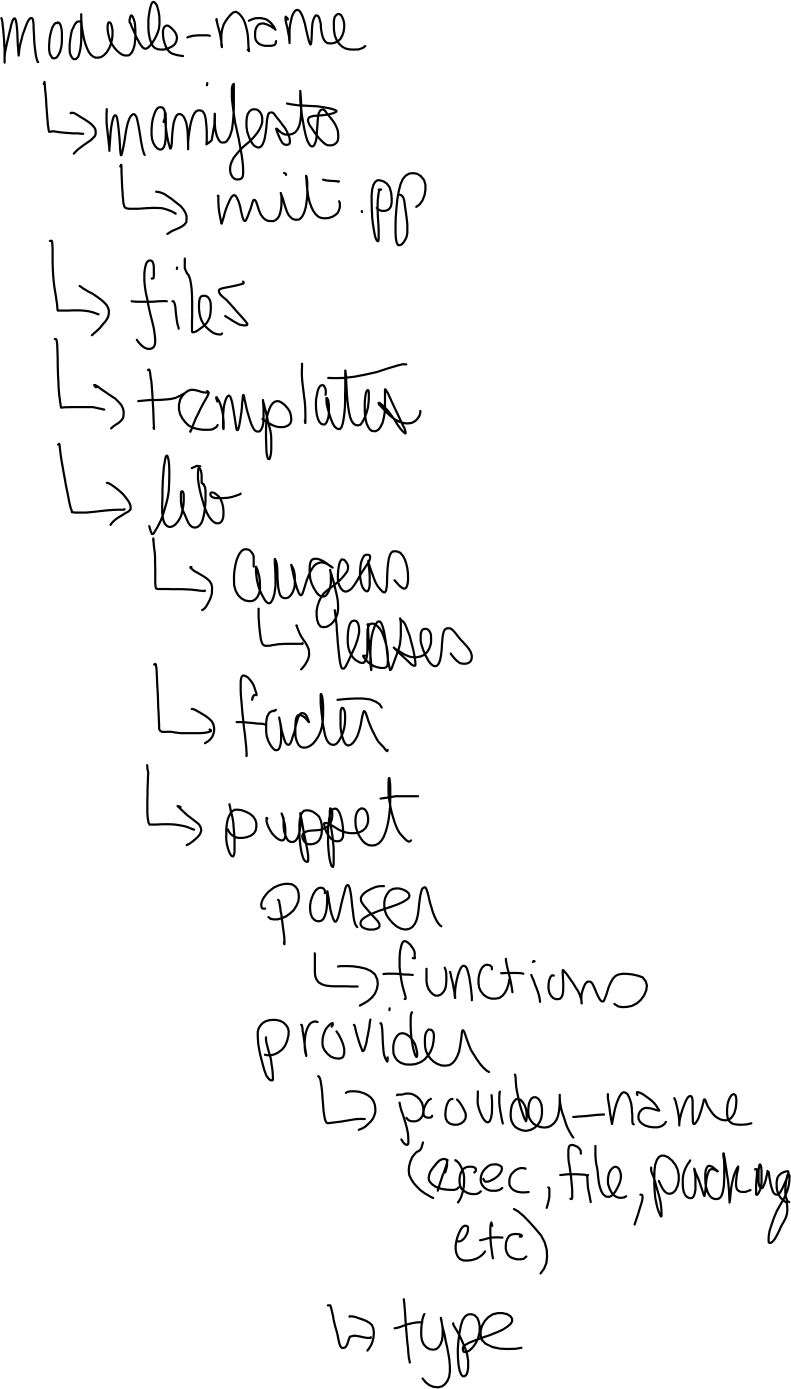 module-name
↳ manifests
↳ init.pp
↳ files
↳ templates
↳ lib
↳ augeas
↳ lenses
↳ facter
↳ puppet
parser
↳ functions
provider
↳ provider-name
(exec, file, packing
etc)
↳ type